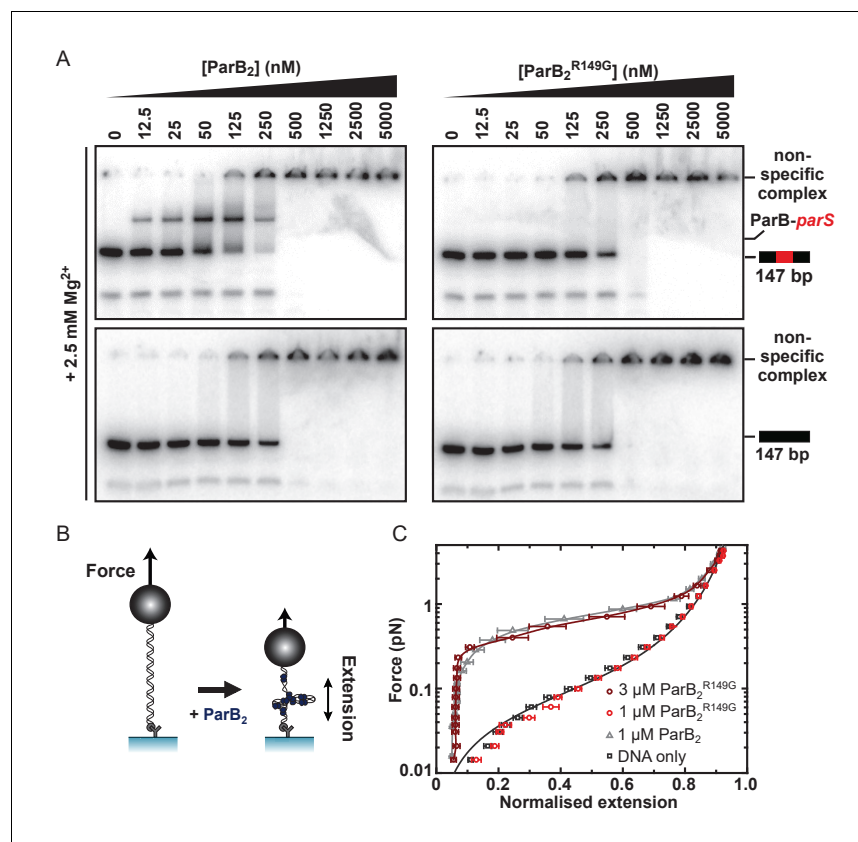 A
[ParB2] (nM)
[ParB2R149G] (nM)
0 12.5 25 50 125 250 500 1250 2500 5000
0 12.5 25 50 125 250 500 1250 2500 5000
+ 2.5 mM Mg2+
non-
specific
complex
ParB-parS
147 bp
non-
specific
complex
147 bp
B
Force
+ ParB2
Extension
C
Force (pN)
1
0.1
0.01
3 µM ParB2R149G
1 µM ParB2R149G
1 µM ParB2
DNA only
0.0 0.2 0.4 0.6 0.8 1.0
Normalised extension